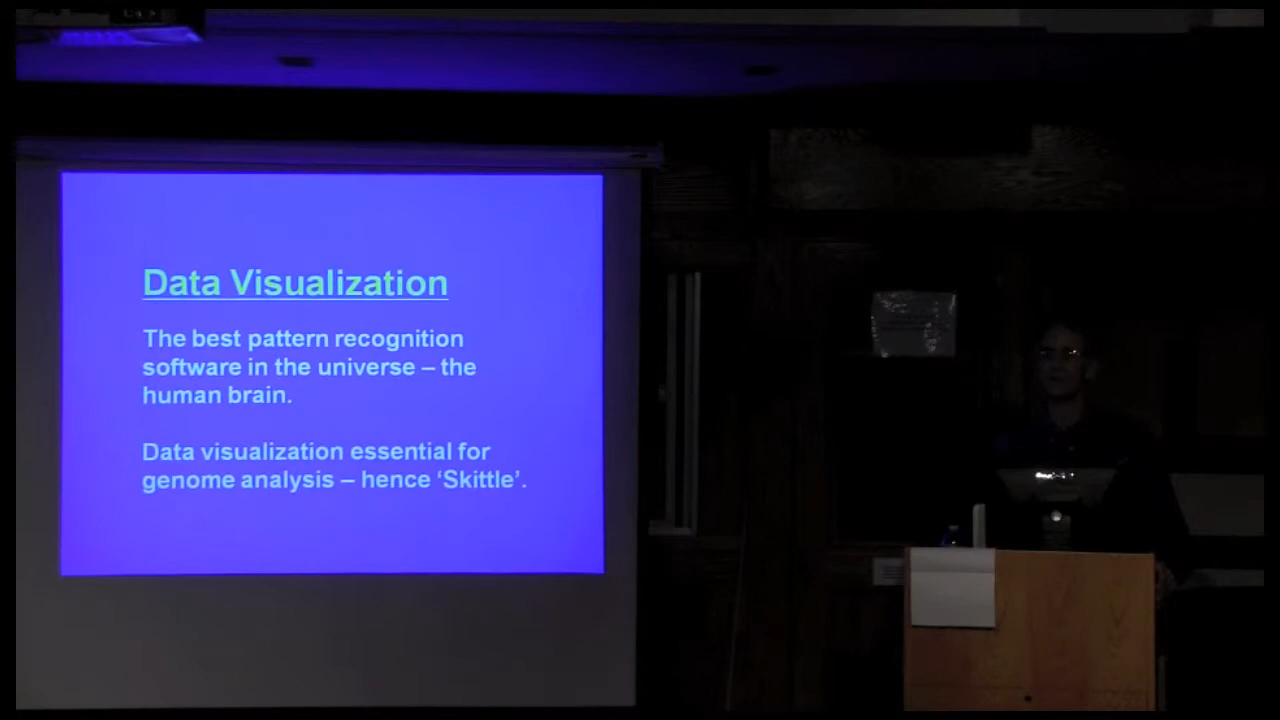 Data Visualization
The best pattern recognition
software in the universe – the
human brain.
Data visualization essential for
genome analysis – hence ‘Skittle’.